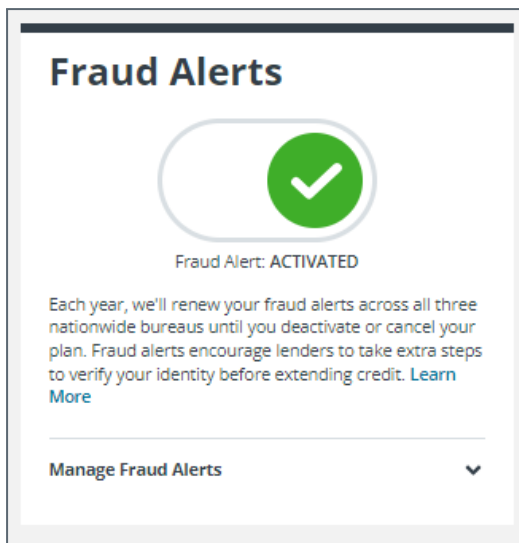 Fraud Alerts
Fraud Alert: ACTIVATED
Each year, we'll renew your fraud alerts across all three
nationwide bureaus until you deactivate or cancel your
plan. Fraud alerts encourage lenders to take extra steps
to verify your identity before extending credit. Learn
More
Manage Fraud Alerts